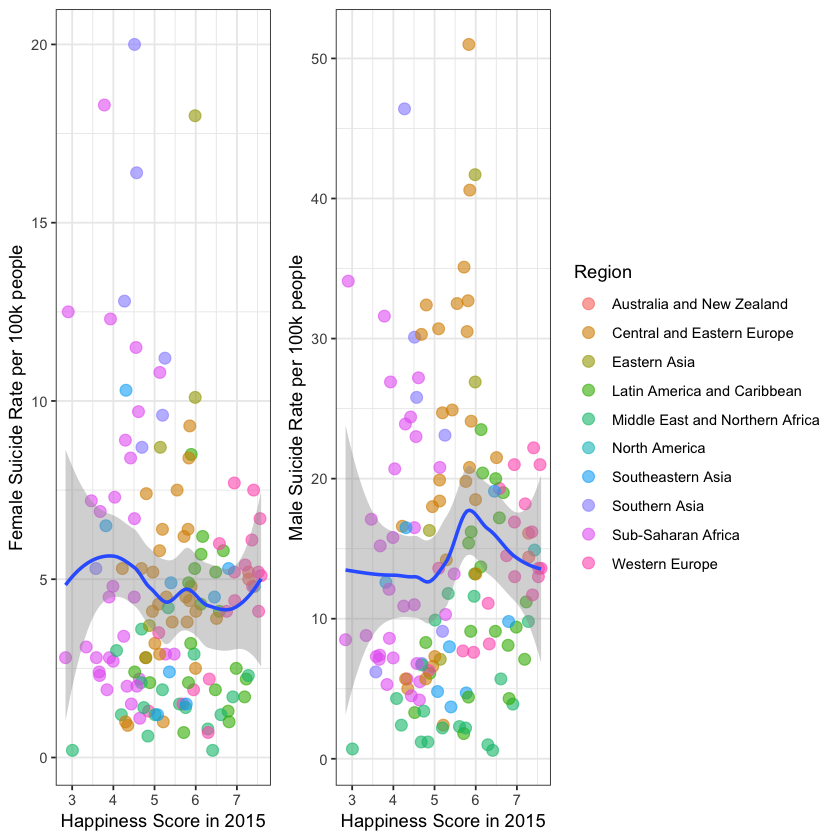 Female Suicide Rate per 100k people
20
15
10
5
0
3 4 5 6 7
Happiness Score in 2015
Male Suicide Rate per 100k people
50
40
30
20
10
0
3 4 5 6 7
Happiness Score in 2015
Region
Australia and New Zealand
Central and Eastern Europe
Eastern Asia
Latin America and Caribbean
Middle East and Northern Africa
North America
Southeastern Asia
Southern Asia
Sub-Saharan Africa
Western Europe